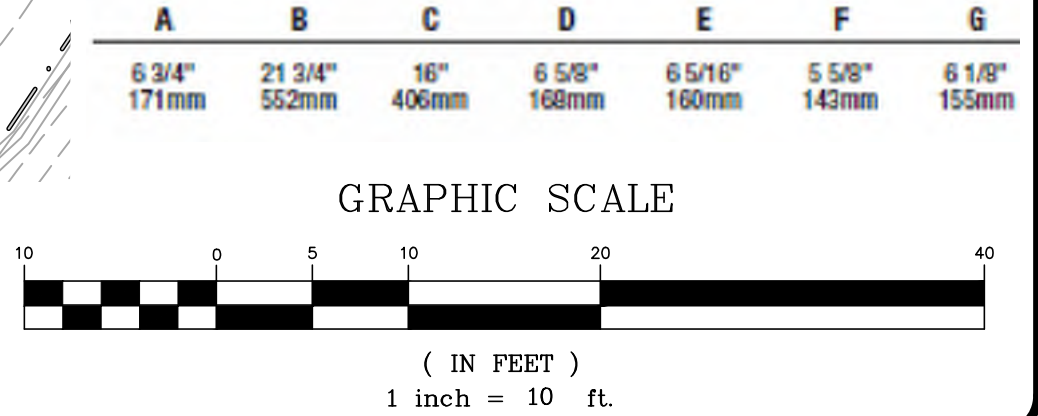 A B C D E F G
6 3/4" 21 3/4" 16" 6 5/8" 6 5/16" 5 5/8" 6 1/8"
171mm 552mm 406mm 168mm 160mm 143mm 155mm
GRAPHIC SCALE
10 0 5 10 20 40
( IN FEET )
1 inch = 10 ft.